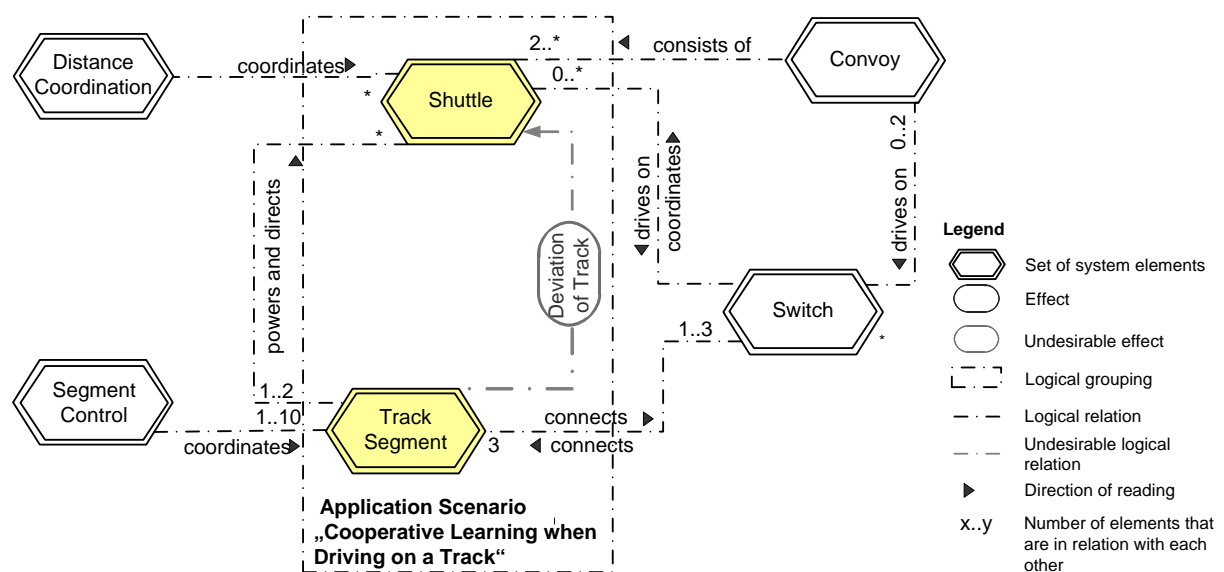 Distance
Coordination
coordinates
*
Shuttle
2..*
0..*
consists of
Convoy
0..2
drives on
*
powers and directs
Deviation
of Track
drives on
coordinates
Switch
*
1..3
Segment
Control
1..2
1..10
coordinates
Track
Segment
3
connects
connects
Application Scenario
„Cooperative Learning when
Driving on a Track“
Legend
Set of system elements
Effect
Undesirable effect
Logical grouping
Logical relation
Undesirable logical
relation
Direction of reading
x..y
Number of elements that
are in relation with each
other